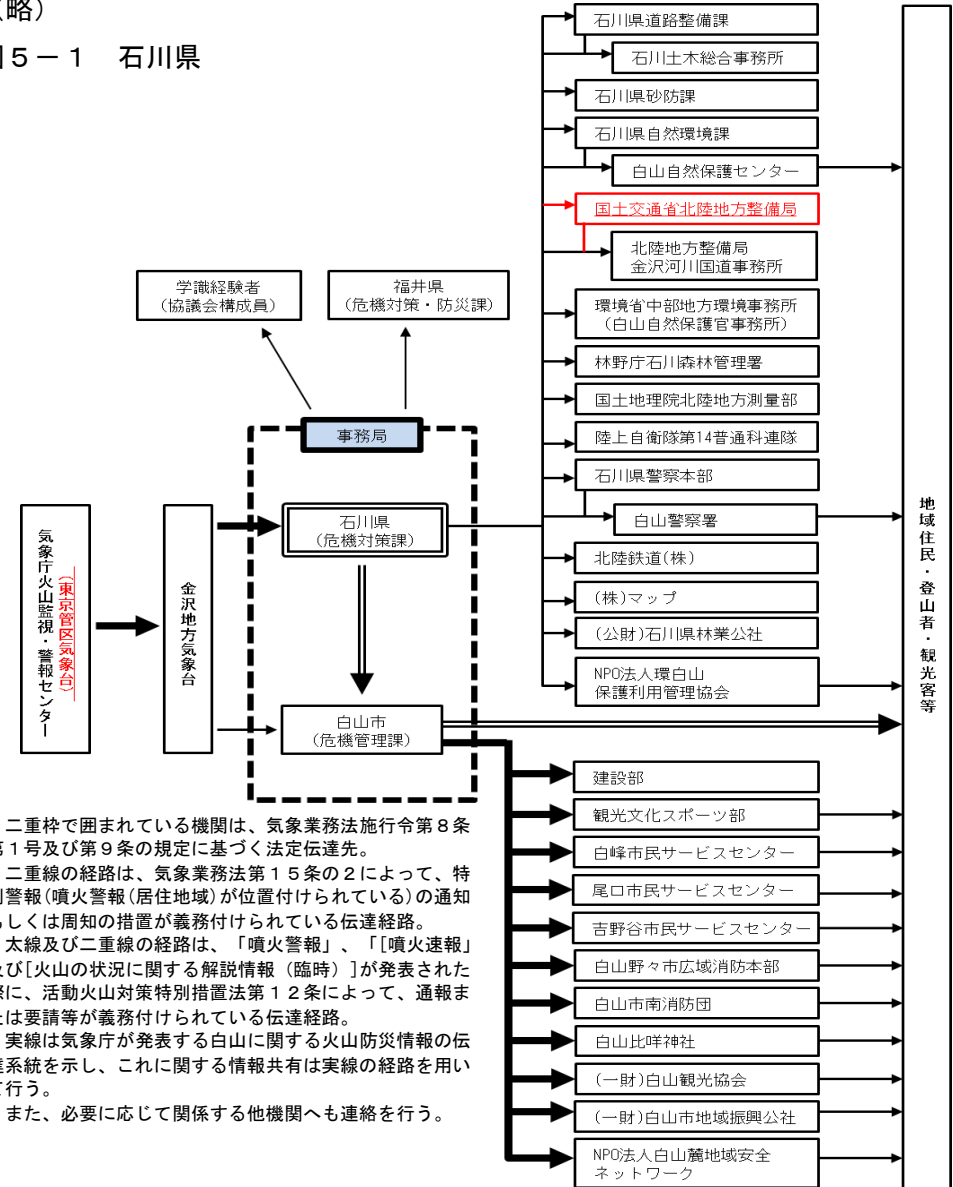 （略）
図５－１　石川県
石川県道路整備課
石川土木総合事務所
石川県砂防課
石川県自然環境課
白山自然保護センター
国土交通省北陸地方整備局
北陸地方整備局
金沢河川国道事務所
環境省中部地方環境事務所
（白山自然保護官事務所）
林野庁石川森林管理署
国土地理院北陸地方測量部
陸上自衛隊第14普通科連隊
石川県警察本部
白山警察署
北陸鉄道(株)
(株)マップ
(公財)石川県林業公社
NPO法人環白山
保護利用管理協会
学識経験者
（協議会構成員）
福井県
（危機対策・防災課）
事務局
石川県
（危機対策課）
白山市
（危機管理課）
気象庁火山監視・警報センター
（東京管区気象台）
金沢地方気象台
地域住民・登山者・観光客等
建設部
観光文化スポーツ部
白峰市民サービスセンター
尾口市民サービスセンター
吉野谷市民サービスセンター
白山野々市広域消防本部
白山市南消防団
白山比咩神社
(一財)白山観光協会
(一財)白山市地域振興公社
NPO法人白山麓地域安全
ネットワーク
二重枠で囲まれている機関は、気象業務法施行令第８条
第１号及び第９条の規定に基づく法定伝達先。
二重線の経路は、気象業務法第１５条の２によって、特
別警報(噴火警報(居住地域)が位置付けられている)の通知
もしくは周知の措置が義務付けられている伝達経路。
太線及び二重線の経路は、「噴火警報」、「[噴火速報」
及び[火山の状況に関する解説情報（臨時）]が発表された
際に、活動火山対策特別措置法第１２条によって、通報ま
たは要請等が義務付けられている伝達経路。
実線は気象庁が発表する白山に関する火山防災情報の伝
達系統を示し、これに関する情報共有は実線の経路を用い
て行う。
また、必要に応じて関係する他機関へも連絡を行う。